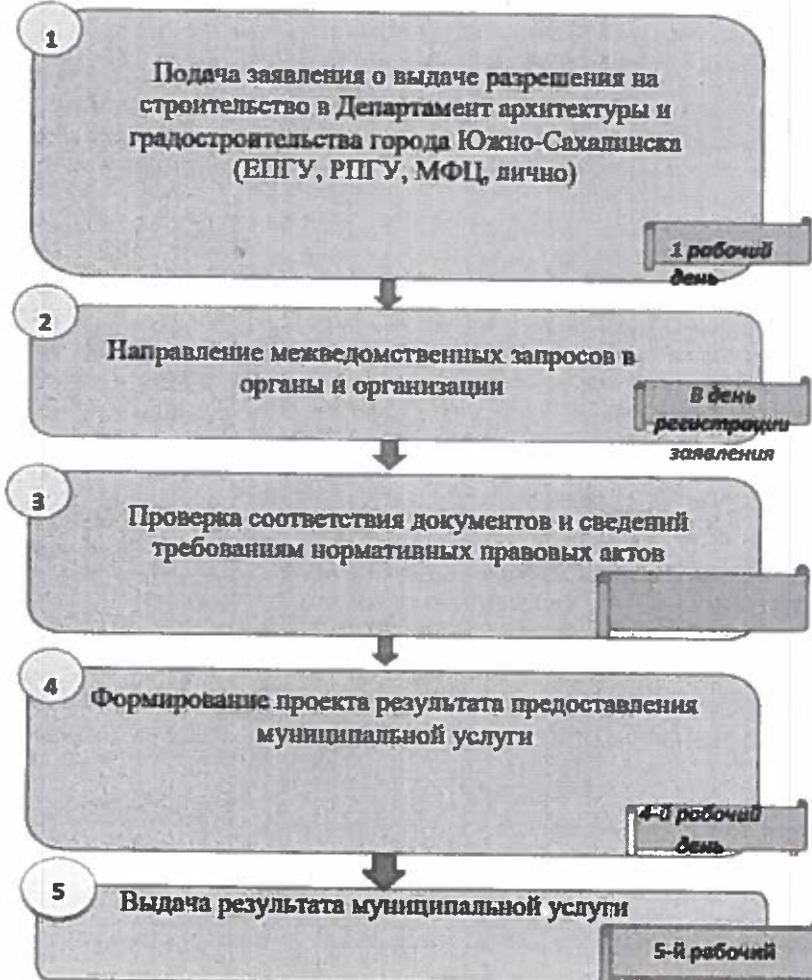 1
Подача заявления о выдаче разрешения на
строительство в Департамент архитектуры и
градостроительства города Южно-Сахалинска
(ЕПГУ, РПГУ, МФЦ, лично)
1 рабочий
день
2
Направление межведомственных запросов в
органы и организации
В день
регистрации
заявления
3
Проверка соответствия документов и сведений
требованиям нормативных правовых актов
4
Формирование проекта результата предоставления
муниципальной услуги
4-й рабочий
день
5
Выдача результата муниципальной услуги
5-й рабочий